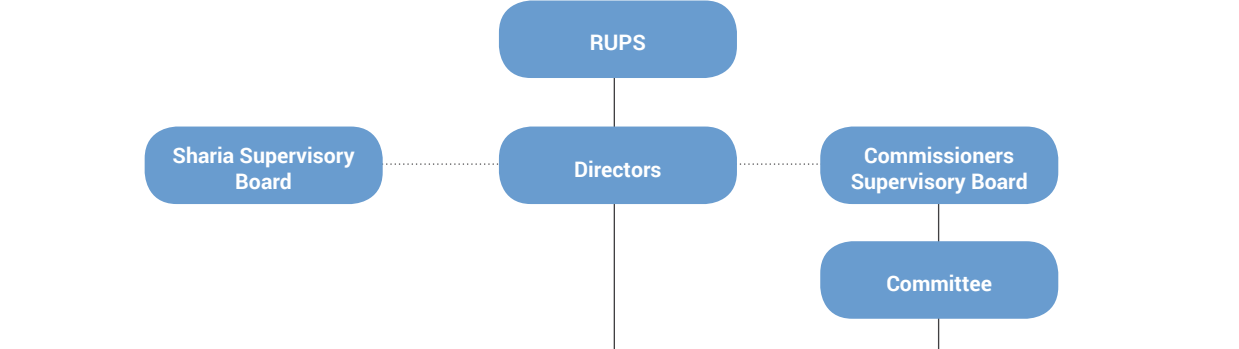 RUPS
Sharia Supervisory
Board
Directors
Commissioners
Supervisory Board
Committee